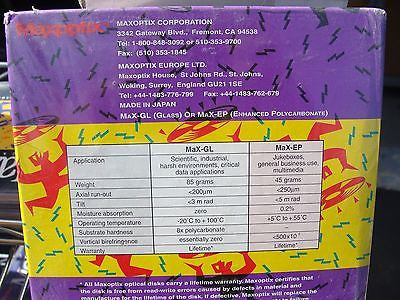 Maxoptix
MAXOPTIX CORPORATION
3342 Gateway Blvd., Fremont, CA 94538
Tel: 1-800-848-3092 or 510-353-9700
Fax: (510) 353-1845
MAXOPTIX EUROPE LTD.
Maxoptix House, St Johns Rd., St. Johns,
Woking, Surrey, England GU21 1SE
Tel: +44-1483-776-799 Fax: +44-1483-762-679
MADE IN JAPAN
MAX-GL (GLASS) OR MAX-EP (ENHANCED POLYCARBONATE)
MaX-GL MaX-EP
Application Scientific, industrial, Jukeboxes,
harsh environments, critical general business use,
data applications multimedia
Weight 85 grams 45 grams
Axial run-out <200µm <250µm
Tilt <3 m rad <5 m rad
Moisture absorption zero 0.2%
Operating temperature -20°C to + 100°C +5°C to + 55°C
Substrate hardness 8x polycarbonate
Vertical birefringence essentially zero <500x10
Warranty Lifetime* Lifetime*
* All Maxoptix optical disks carry a lifetime warranty. Maxoptix certifies that
the disk is free from read-write errors caused by defects in material and
manufacture for the lifetime of the disk. If defective, Maxoptix will replace the